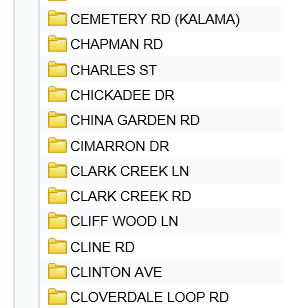 CEMETERY RD (KALAMA)
CHAPMAN RD
CHARLES ST
CHICKADEE DR
CHINA GARDEN RD
CIMARRON DR
CLARK CREEK LN
CLARK CREEK RD
CLIFF WOOD LN
CLINE RD
CLINTON AVE
CLOVERDALE LOOP RD